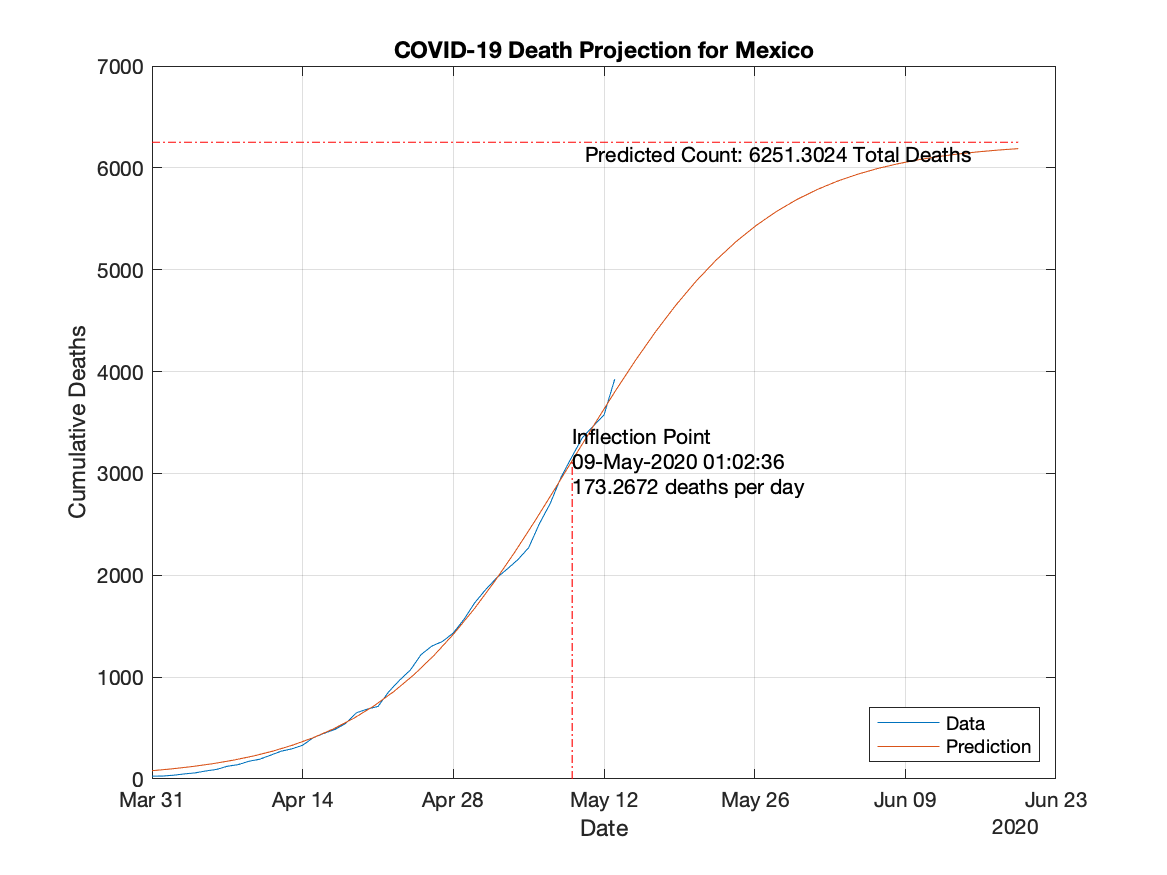 COVID-19 Death Projection for Mexico
7000
6000
5000
4000
3000
2000
1000
0
Cumulative Deaths
Predicted Count: 6251.3024 Total Deaths
Inflection Point
09-May-2020 01:02:36
173.2672 deaths per day
Data
Prediction
Mar 31 Apr 14 Apr 28 May 12 May 26 Jun 09 Jun 23
Date
2020